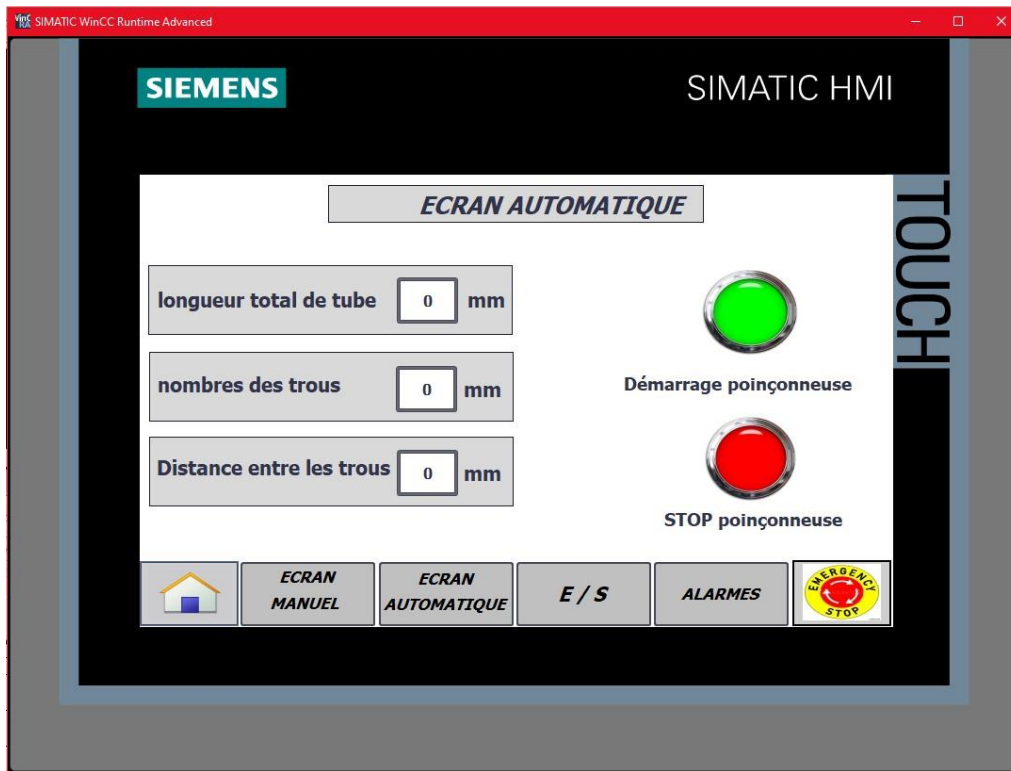 SIMATIC WinCC Runtime Advanced
SIEMENS
SIMATIC HMI
TOUCH
ECRAN AUTOMATIQUE
longueur total de tube 0 mm
nombres des trous 0 mm
Démarrage poinçonneuse
Distance entre les trous 0 mm
STOP poinçonneuse
ECRAN
MANUEL
ECRAN
AUTOMATIQUE
E / S
ALARMES
EMERGENCY
STOP